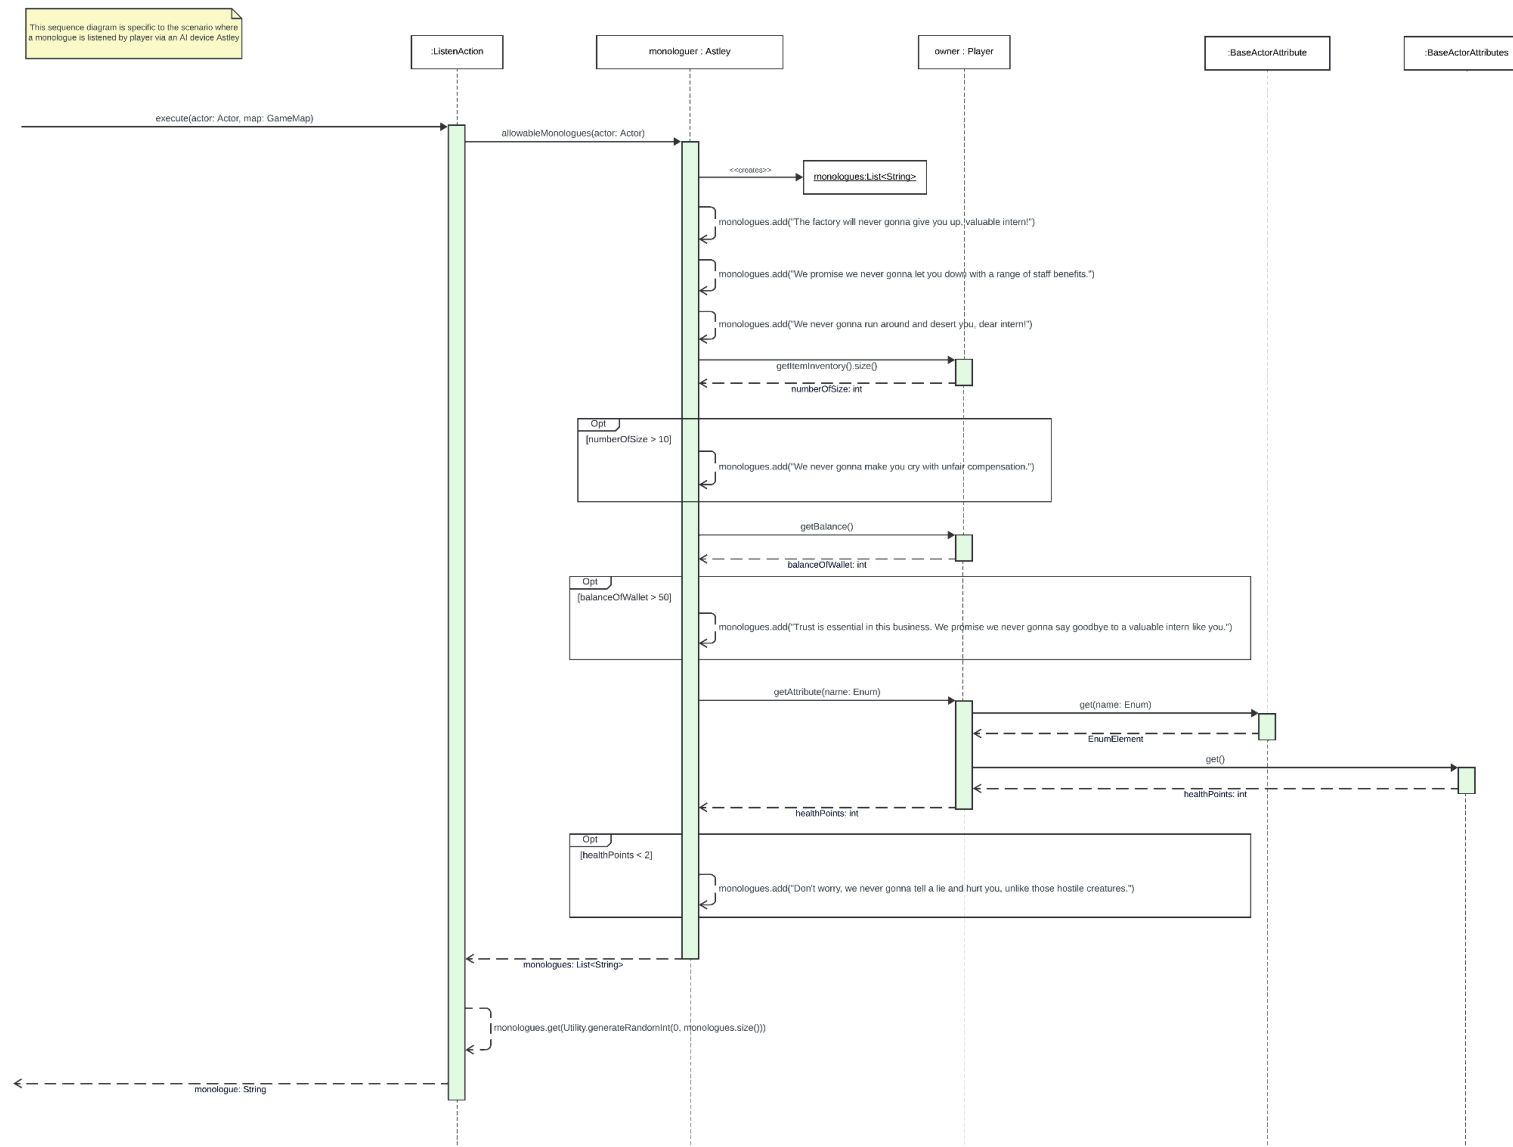 This sequence diagram is specific to the scenario where
a monologue is listened by player via an AI device Astley
:ListenAction
monologuer : Astley
owner : Player
:BaseActorAttribute
:BaseActorAttributes
execute(actor: Actor, map: GameMap)
allowableMonologues(actor: Actor)
<<creates>>
monologues:List<String>
monologues.add("The factory will never gonna give you up, valuable intern!")
monologues.add("We promise we never gonna let you down with a range of staff benefits.")
monologues.add("We never gonna run around and desert you, dear intern!")
getItemInventory().size()
numberOfSize: int
Opt
[numberOfSize > 10]
monologues.add("We never gonna make you cry with unfair compensation.")
getBalance()
balanceOfWallet: int
Opt
[balanceOfWallet > 50]
monologues.add("Trust is essential in this business. We promise we never gonna say goodbye to a valuable intern like you.")
getAttribute(name: Enum)
get(name: Enum)
EnumElement
get()
healthPoints: int
healthPoints: int
Opt
[healthPoints < 2]
monologues.add("Don't worry, we never gonna tell a lie and hurt you, unlike those hostile creatures.")
monologues: List<String>
monologues.get(Utility.generateRandomInt(0, monologues.size()))
monologue: String